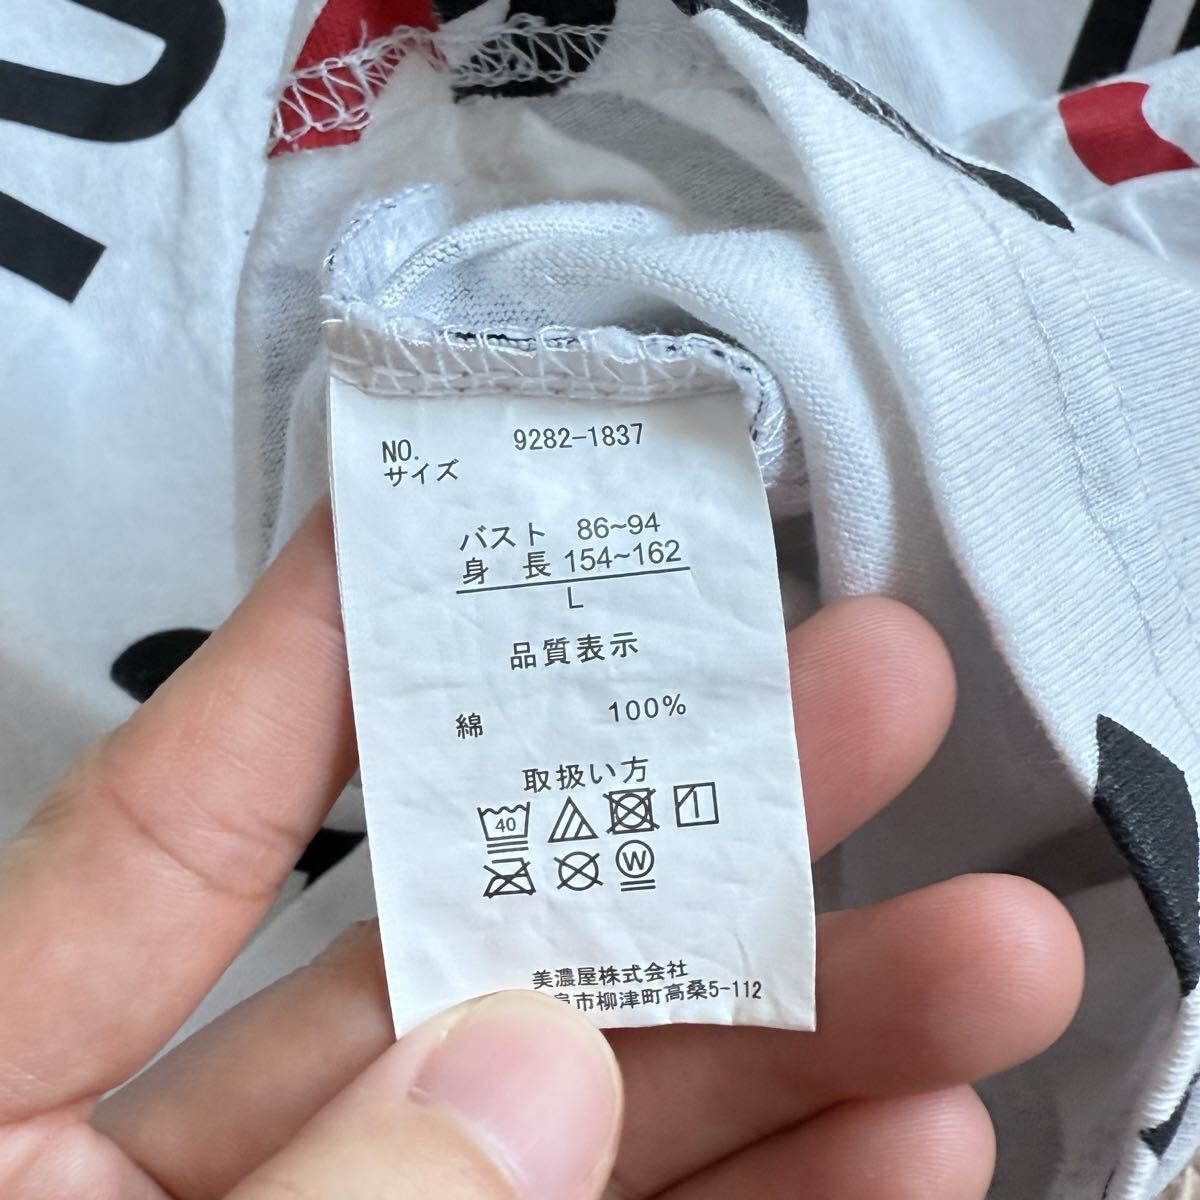 NO. 9282-1837
サイズ
バスト 86~94
身 長 154~162
L
品質表示
綿 100%
取扱い方
40
W
美濃屋株式会社
市柳津町高桑5-112